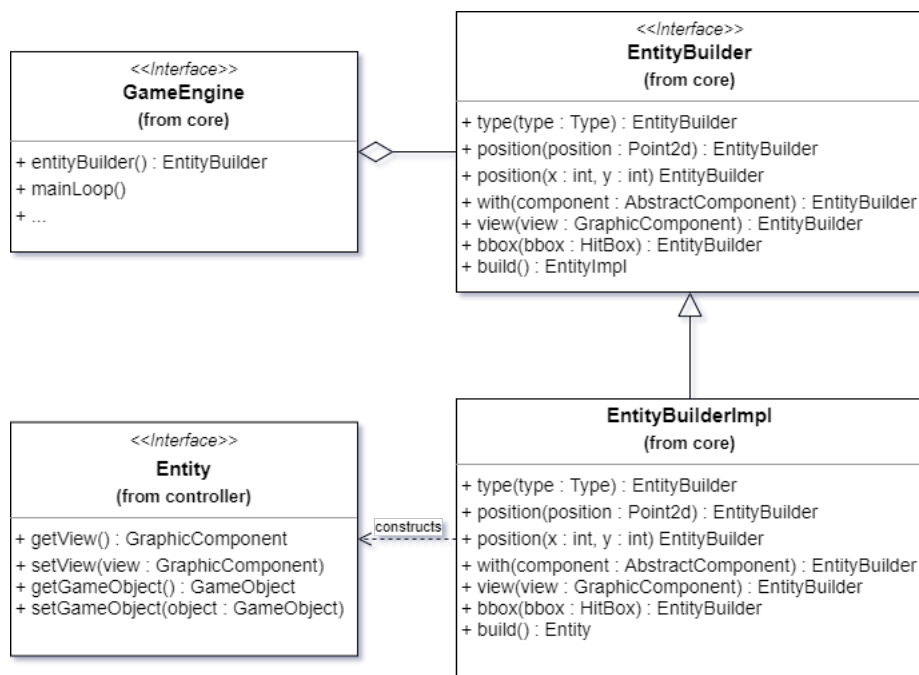 <<Interface>>
GameEngine
(from core)
+ entityBuilder() : EntityBuilder
+ mainLoop()
+ ...
<<Interface>>
EntityBuilder
(from core)
+ type(type : Type) : EntityBuilder
+ position(position : Point2d) : EntityBuilder
+ position(x : int, y : int) EntityBuilder
+ with(component : AbstractComponent) : EntityBuilder
+ view(view : GraphicComponent) : EntityBuilder
+ bbox(bbox : HitBox) : EntityBuilder
+ build() : EntityImpl
<<Interface>>
Entity
(from controller)
+ getView() : GraphicComponent
+ setView(view : GraphicComponent)
+ getGameObject() : GameObject
+ setGameObject(object : GameObject)
constructs
EntityBuilderImpl
(from core)
+ type(type : Type) : EntityBuilder
+ position(position : Point2d) : EntityBuilder
+ position(x : int, y : int) EntityBuilder
+ with(component : AbstractComponent) : EntityBuilder
+ view(view : GraphicComponent) : EntityBuilder
+ bbox(bbox : HitBox) : EntityBuilder
+ build() : Entity